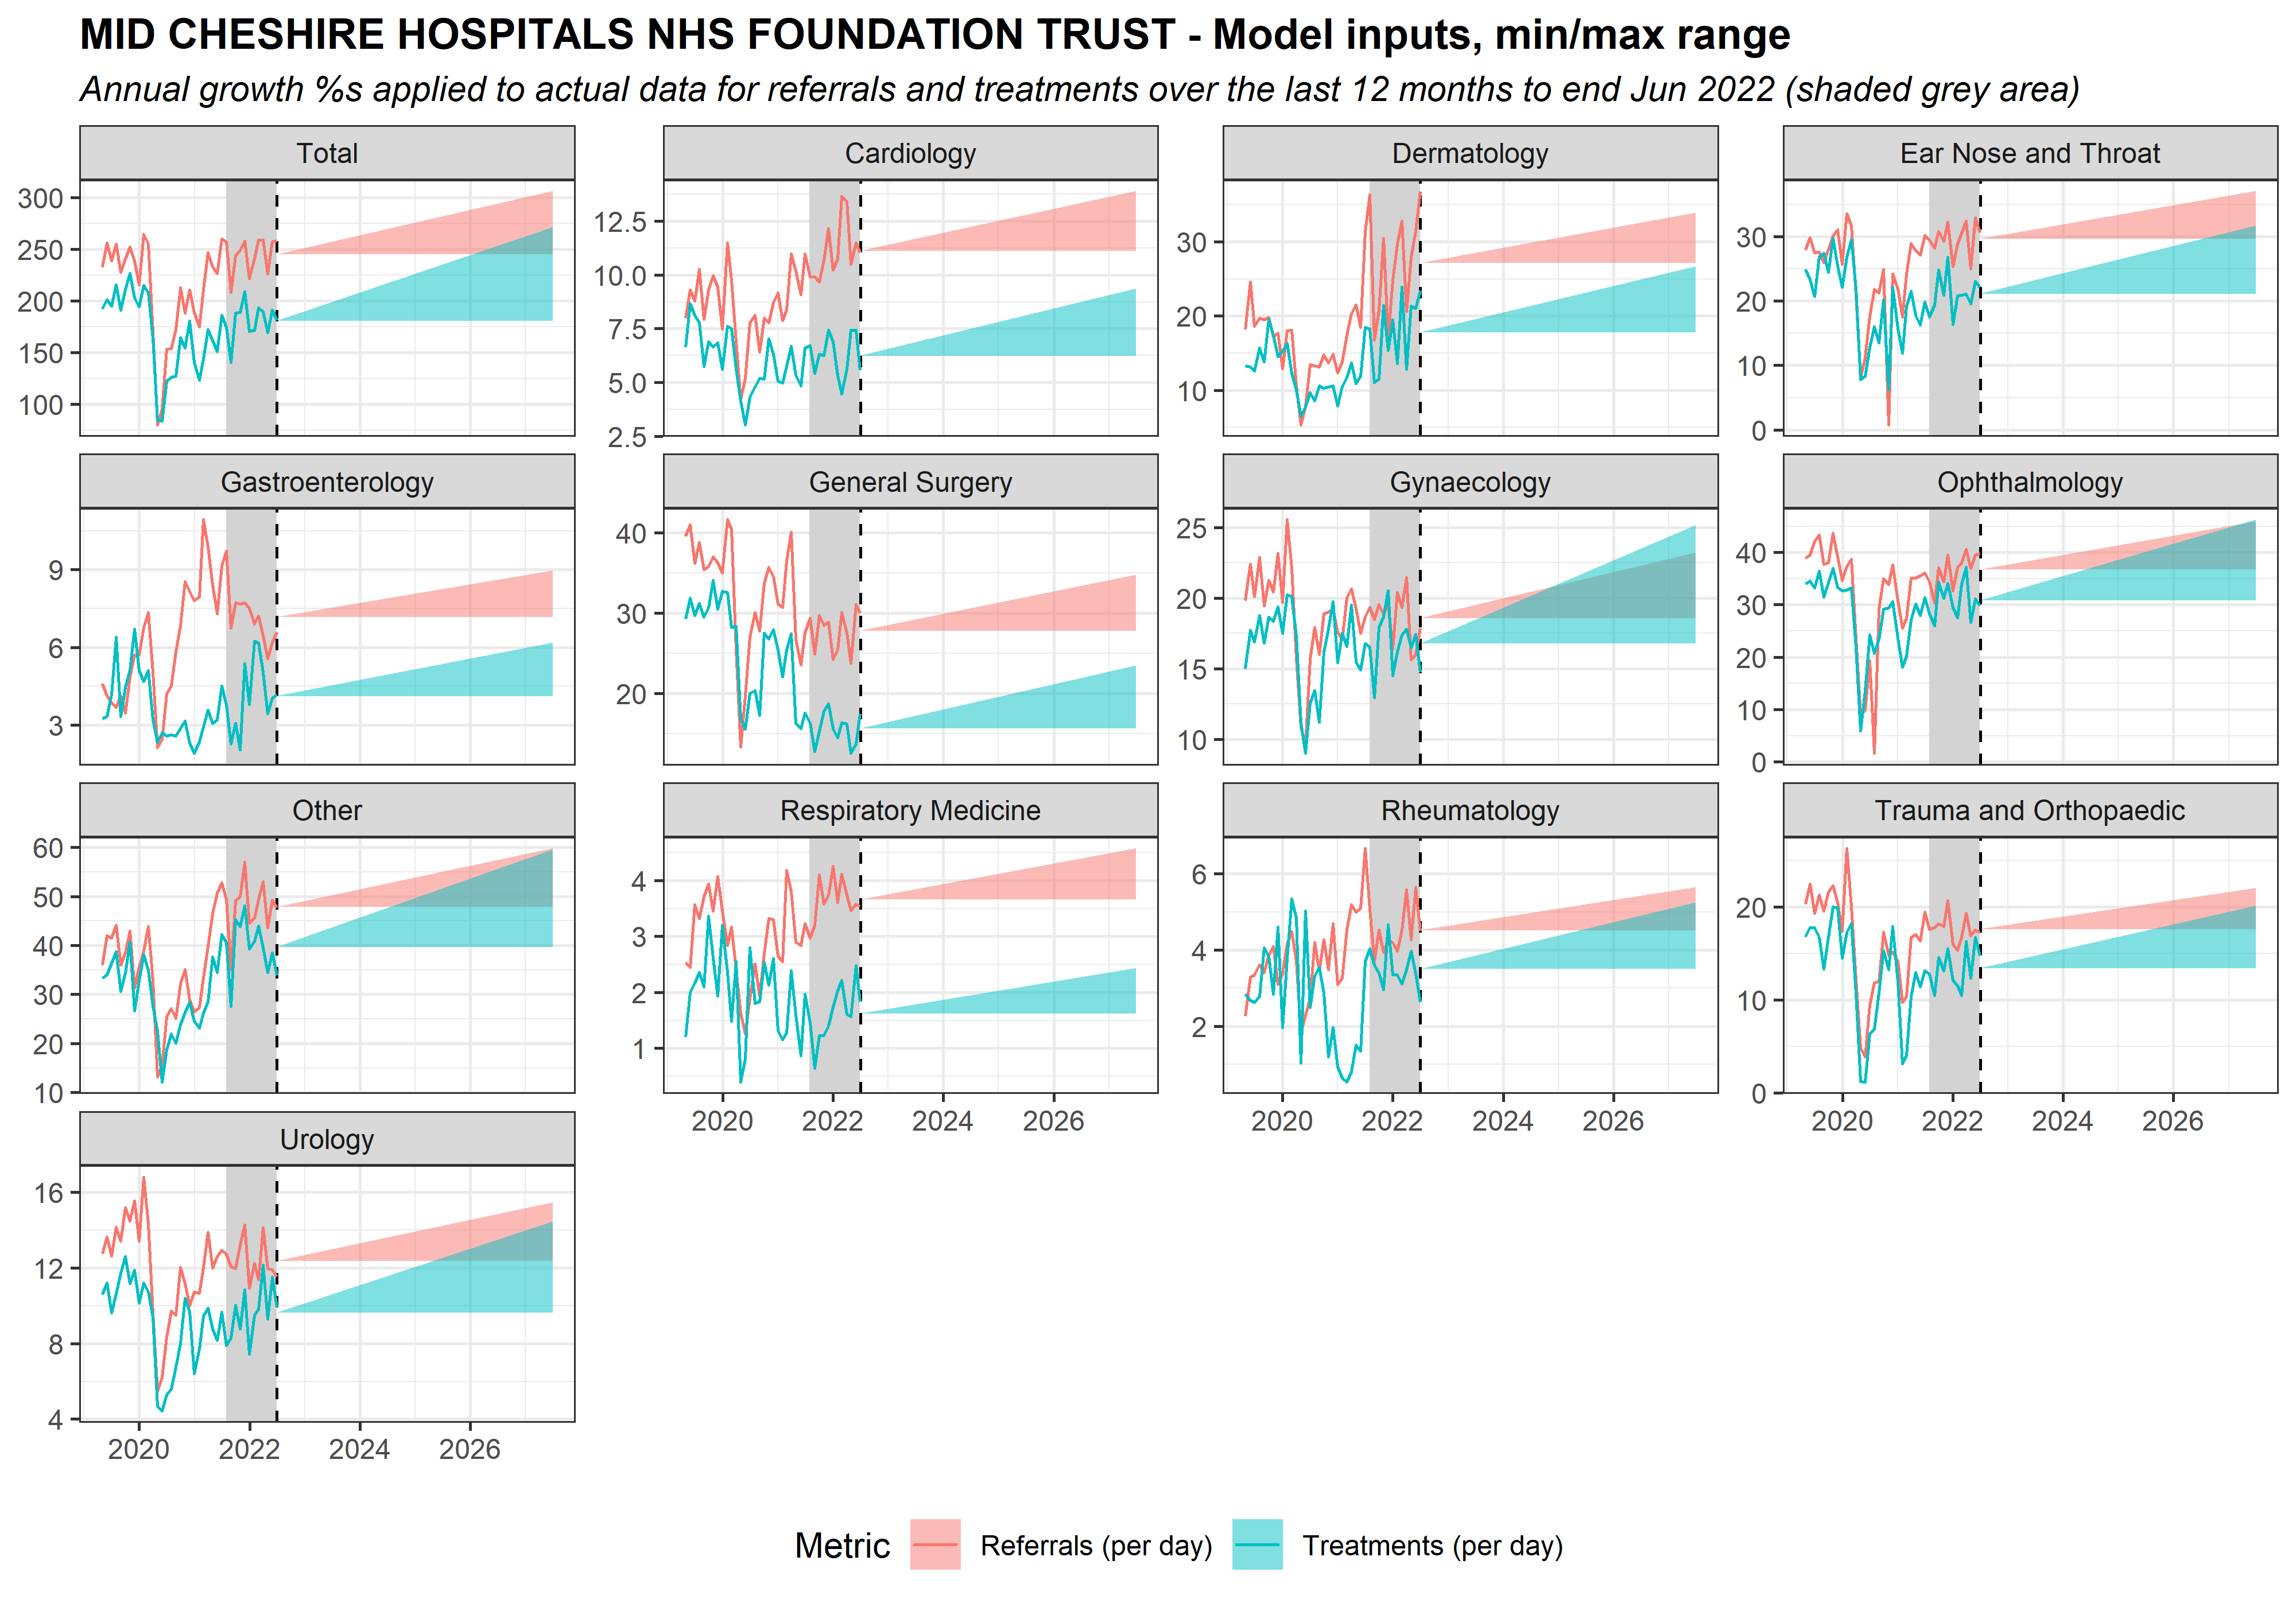 MID CHESHIRE HOSPITALS NHS FOUNDATION TRUST - Model inputs, min/max range
Annual growth %s applied to actual data for referrals and treatments over the last 12 months to end Jun 2022 (shaded grey area)
Total
300
250
200
150
100
Cardiology
12.5
10.0
7.5
5.0
2.5
Dermatology
30
20
10
Ear Nose and Throat
30
20
10
0
Gastroenterology
9
6
3
General Surgery
40
30
20
Gynaecology
25
20
15
10
Ophthalmology
40
30
20
10
0
Other
60
50
40
30
20
10
Respiratory Medicine
4
3
2
1
2020 2022 2024 2026
Rheumatology
6
4
2
2020 2022 2024 2026
Trauma and Orthopaedic
20
10
0
2020 2022 2024 2026
Urology
16
12
8
4
2020 2022 2024 2026
Metric Referrals (per day) Treatments (per day)